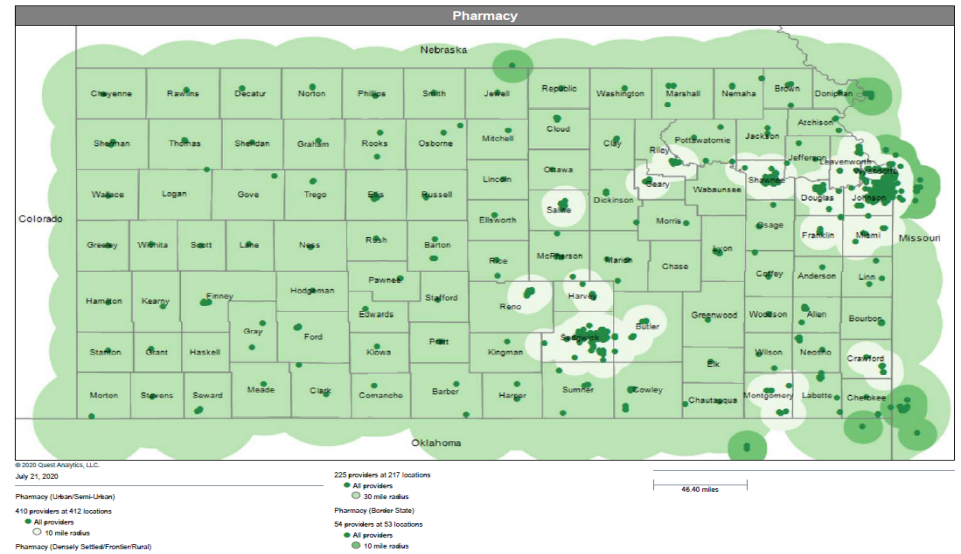 Pharmacy
Nebraska
Cheyenne Rawlins Decatur Norton Phillips Smith Jewell Republic Washington Marshall Nemaha Brown Doniphan
Atchison
Sherman Thomas Sheridan Graham Rooks Osborne Mitchell Cloud Clay Riley Pottawatomie Jackson
Jefferson Leavenworth
Wyandotte
Lincoln Ottawa
Wallace Logan Gove Trego Ellis Russell Geary Wabaunsee Shawnee
Dickinson Douglas Johnson
Saline
Colorado
Ellsworth Morris Osage Franklin Miami Missouri
Greeley Wichita Scott Lane Ness Rush Barton
Rice McPherson Marion Chase Lyon
Pawnee Coffey Anderson Linn
Hamilton Kearny Finney Hodgeman Stafford Reno Harvey
Edwards Butler Greenwood Woodson Allen Bourbon
Gray Ford
Stanton Grant Haskell Kiowa Pratt Kingman Sedgwick Wilson Neosho Crawford
Elk
Morton Stevens Seward Meade Clark Comanche Barber Harper Sumner Cowley Chautauqua Montgomery Labette Cherokee
Oklahoma
© 2020 Quest Analytics, LLC.
July 21, 2020
Pharmacy (Urban/Semi-Urban)
410 providers at 412 locations
All providers
10 mile radius
Pharmacy (Densely Settled/Frontier/Rural)
225 providers at 217 locations
All providers
30 mile radius
Pharmacy (Border State)
54 providers at 53 locations
All providers
10 mile radius
46.40 miles